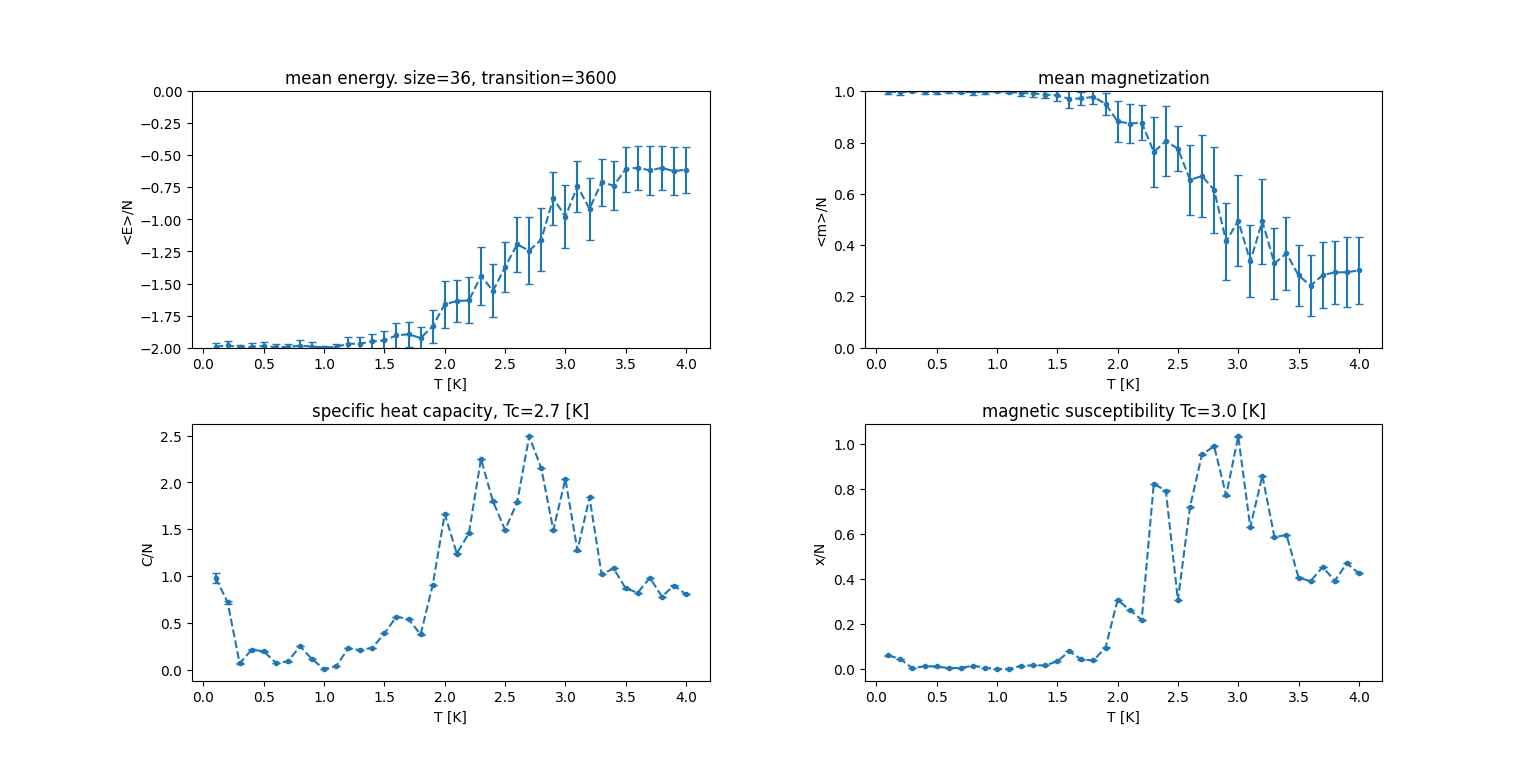 mean energy. size=36, transition=3600
0.00
−0.25
−0.50
−0.75
−1.00
−1.25
−1.50
−1.75
−2.00
<E>/N
0.0 0.5 1.0 1.5 2.0 2.5 3.0 3.5 4.0
T [K]
mean magnetization
1.0
0.8
0.6
0.4
0.2
0.0
<m>/N
0.0 0.5 1.0 1.5 2.0 2.5 3.0 3.5 4.0
T [K]
specific heat capacity, Tc=2.7 [K]
2.5
2.0
1.5
1.0
0.5
0.0
C/N
0.0 0.5 1.0 1.5 2.0 2.5 3.0 3.5 4.0
T [K]
magnetic susceptibility Tc=3.0 [K]
1.0
0.8
0.6
0.4
0.2
0.0
x/N
0.0 0.5 1.0 1.5 2.0 2.5 3.0 3.5 4.0
T [K]